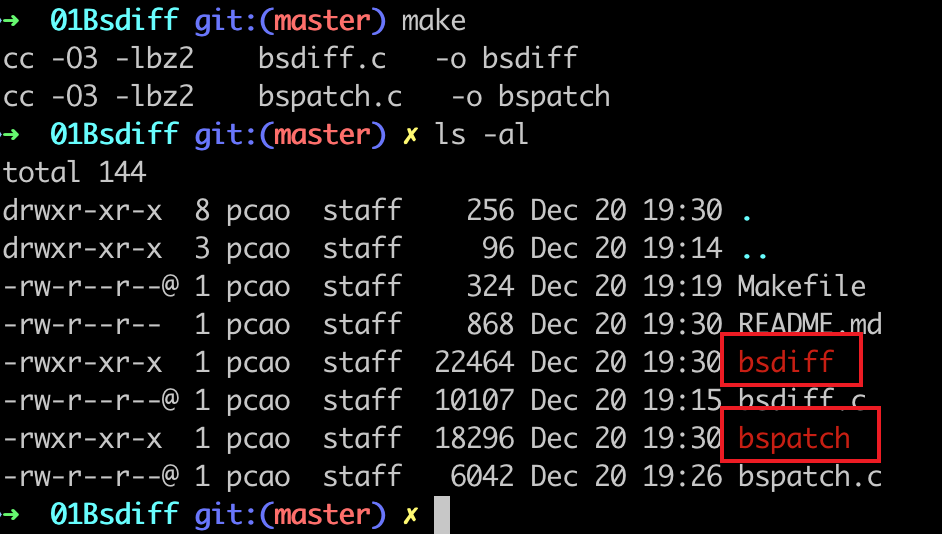 →  01Bsdiff git:(master) make
cc -O3 -lbz2    bsdiff.c   -o bsdiff
cc -O3 -lbz2    bspatch.c   -o bspatch
→  01Bsdiff git:(master) ✗ ls -al
total 144
drwxr-xr-x  8 pcao  staff    256 Dec 20 19:30 .
drwxr-xr-x  3 pcao  staff     96 Dec 20 19:14 ..
-rw-r--r--@ 1 pcao  staff    324 Dec 20 19:19 Makefile
-rw-r--r--  1 pcao  staff    868 Dec 20 19:30 README.md
-rwxr-xr-x  1 pcao  staff  22464 Dec 20 19:30 bsdiff
-rw-r--r--@ 1 pcao  staff  10107 Dec 20 19:15 bsdiff.c
-rwxr-xr-x  1 pcao  staff  18296 Dec 20 19:30 bspatch
-rw-r--r--@ 1 pcao  staff   6042 Dec 20 19:26 bspatch.c
→  01Bsdiff git:(master) ✗